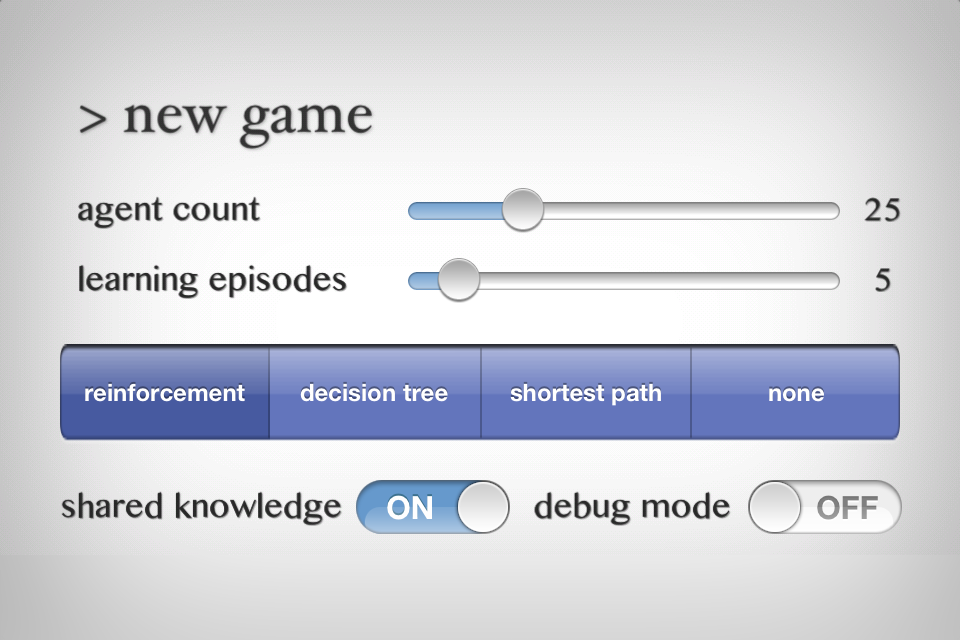 > new game
agent count 25
learning episodes 5
reinforcement decision tree shortest path none
shared knowledge ON debug mode OFF